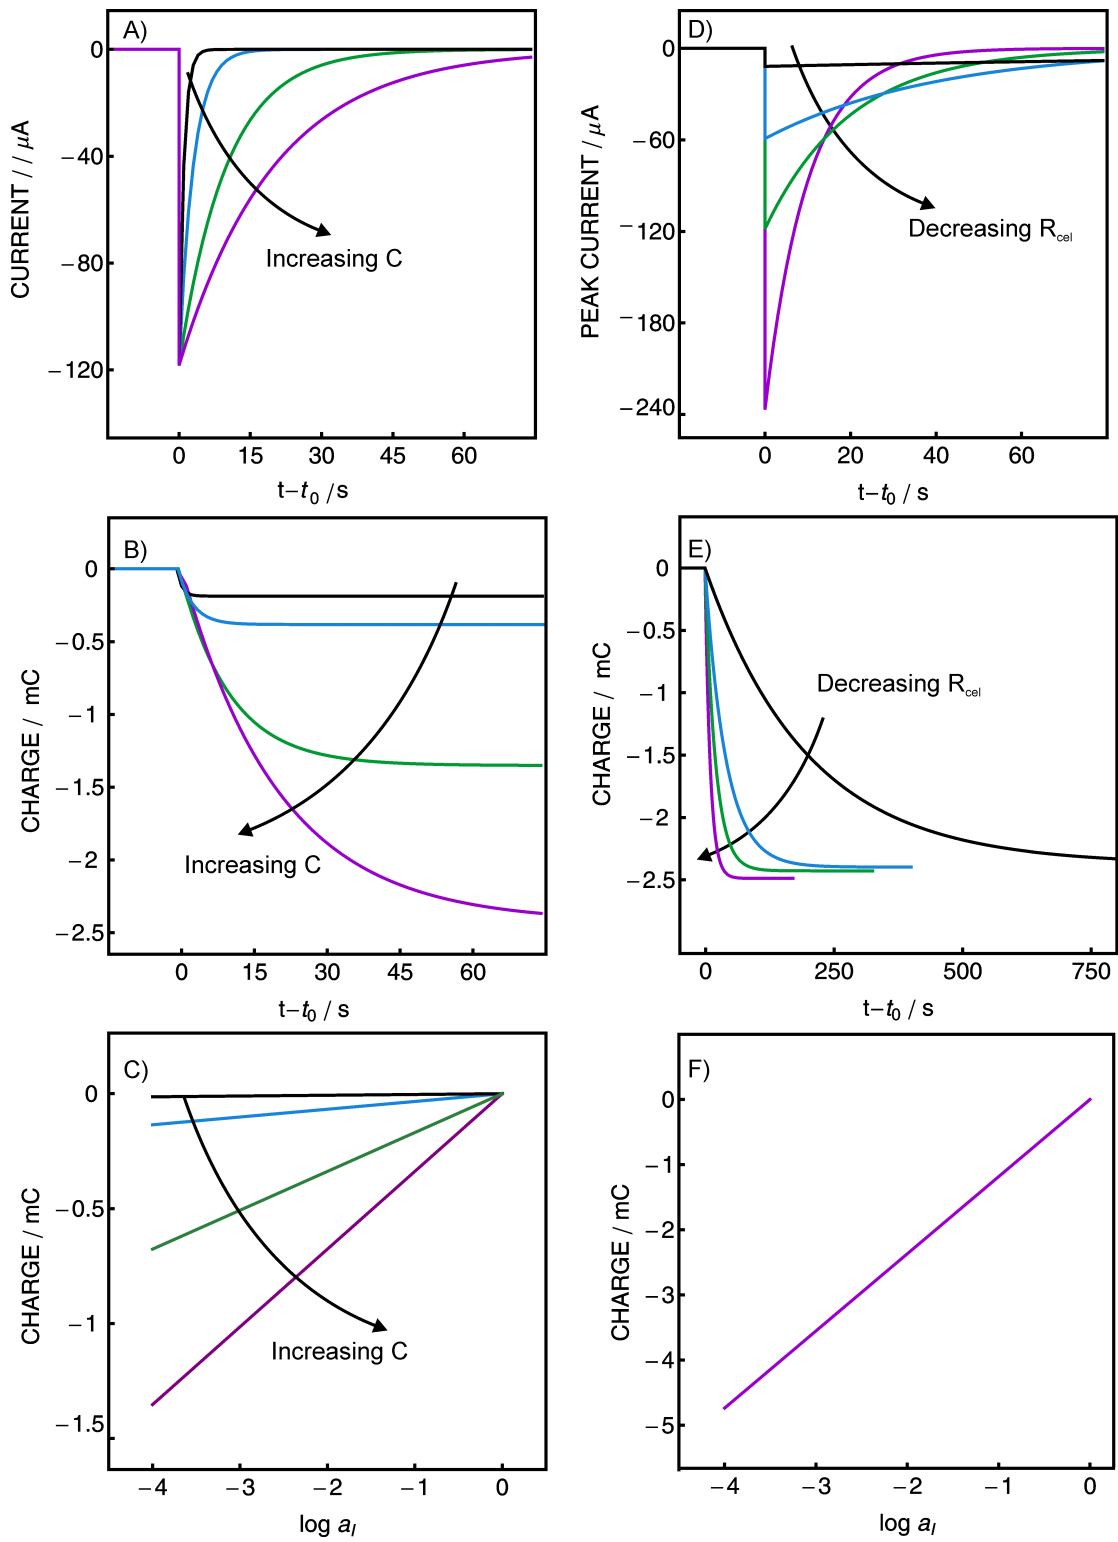 A)
0
−40
−80
−120
CURRENT / / μA
Increasing C
0 15 30 45 60
t−t0 /s
D)
0
−60
−120
−180
−240
PEAK CURRENT / μA
Decreasing Rcel
0 20 40 60
t−t0 / s
B)
0
−0.5
−1
−1.5
−2
−2.5
CHARGE / mC
Increasing C
0 15 30 45 60
t−t0 / s
E)
0
−0.5
−1
−1.5
−2
−2.5
CHARGE / mC
Decreasing Rcel
0 250 500 750
t−t0 / s
C)
0
−0.5
−1
−1.5
CHARGE / mC
Increasing C
−4 −3 −2 −1 0
log aI
F)
0
−1
−2
−3
−4
−5
CHARGE / mC
−4 −3 −2 −1 0
log aI